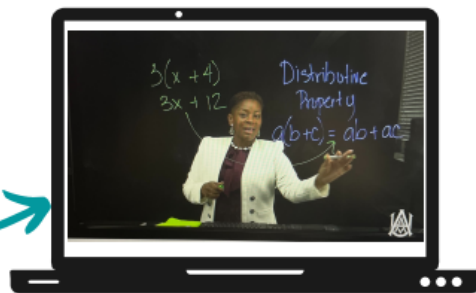 3(x + 4)
3x + 12
Distributive
Property
a(b+c) = ab + ac